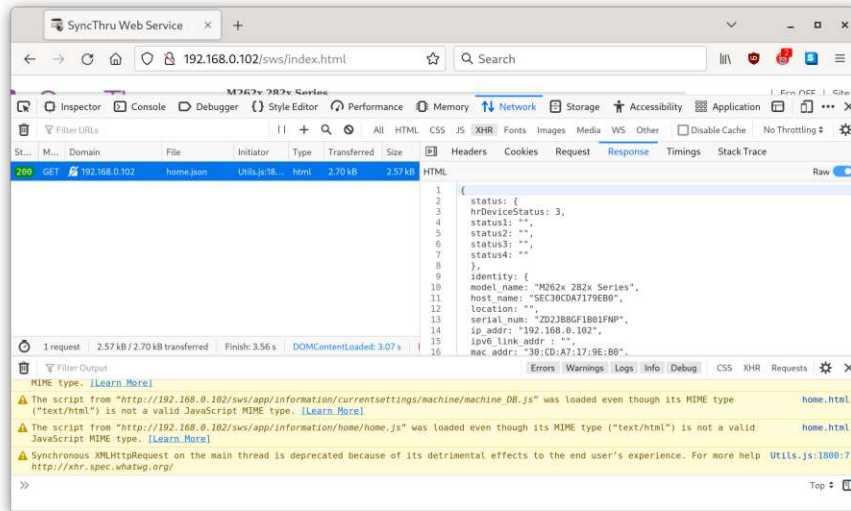 SyncThru Web Service
192.168.0.102/sws/index.html
Search
2
S
M262x 282x Series
Eco OFF | Site
Inspector Console Debugger {} Style Editor Performance Memory Network Storage Accessibility Application
Filter URLs
All HTML CSS JS XHR Fonts Images Media WS Other Disable Cache No Throttling
St... M... Domain File Initiator Type Transferred Size
Headers Cookies Request Response Timings Stack Trace
200 GET 192.168.0.102 home.json Utils.js:18... html 2.70 kB 2.57 kB
HTML Raw
1 {
2 status: {
3 hrDeviceStatus: 3,
4 status1: "",
5 status2: "",
6 status3: "",
7 status4: ""
8 },
9 identity: {
10 model_name: "M262x 282x Series",
11 host_name: "SEC30CDA7179EB0",
12 location: "",
13 serial_num: "ZD2JB8GF1B01FNP",
14 ip_addr: "192.168.0.102",
15 ipv6_link_addr : "",
16 mac_addr: "30:CD:A7:17:9E:B0",
1 request 2.57 kB / 2.70 kB transferred Finish: 3.56 s DOMContentLoaded: 3.07 s
Filter Output
Errors Warnings Logs Info Debug CSS XHR Requests
MIME type. [Learn More]
The script from “http://192.168.0.102/sws/app/information/currentsettings/machine/machine_DB.js” was loaded even though its MIME type home.html
(“text/html”) is not a valid JavaScript MIME type. [Learn More]
The script from “http://192.168.0.102/sws/app/information/home/home.js” was loaded even though its MIME type (“text/html”) is not a valid home.html
JavaScript MIME type. [Learn More]
Synchronous XMLHttpRequest on the main thread is deprecated because of its detrimental effects to the end user’s experience. For more help Utils.js:1800:7
http://xhr.spec.whatwg.org/
Top